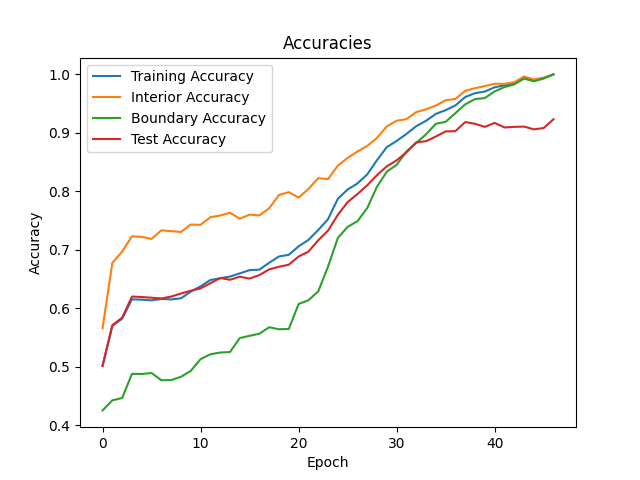 Accuracies
Training Accuracy
Interior Accuracy
Boundary Accuracy
Test Accuracy
1.0
0.9
0.8
0.7
0.6
0.5
0.4
Accuracy
0 10 20 30 40
Epoch